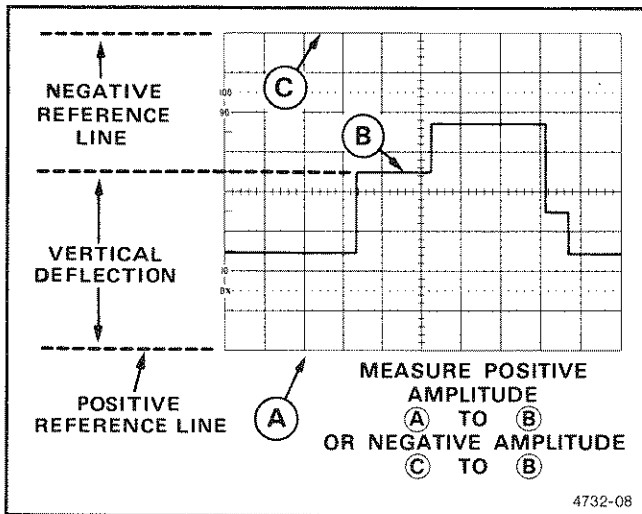 NEGATIVE
REFERENCE
LINE
C
100
90
B
VERTICAL
DEFLECTION
POSITIVE
REFERENCE LINE
A
MEASURE POSITIVE
AMPLITUDE
A TO B
OR NEGATIVE AMPLITUDE
C TO B
4732-08